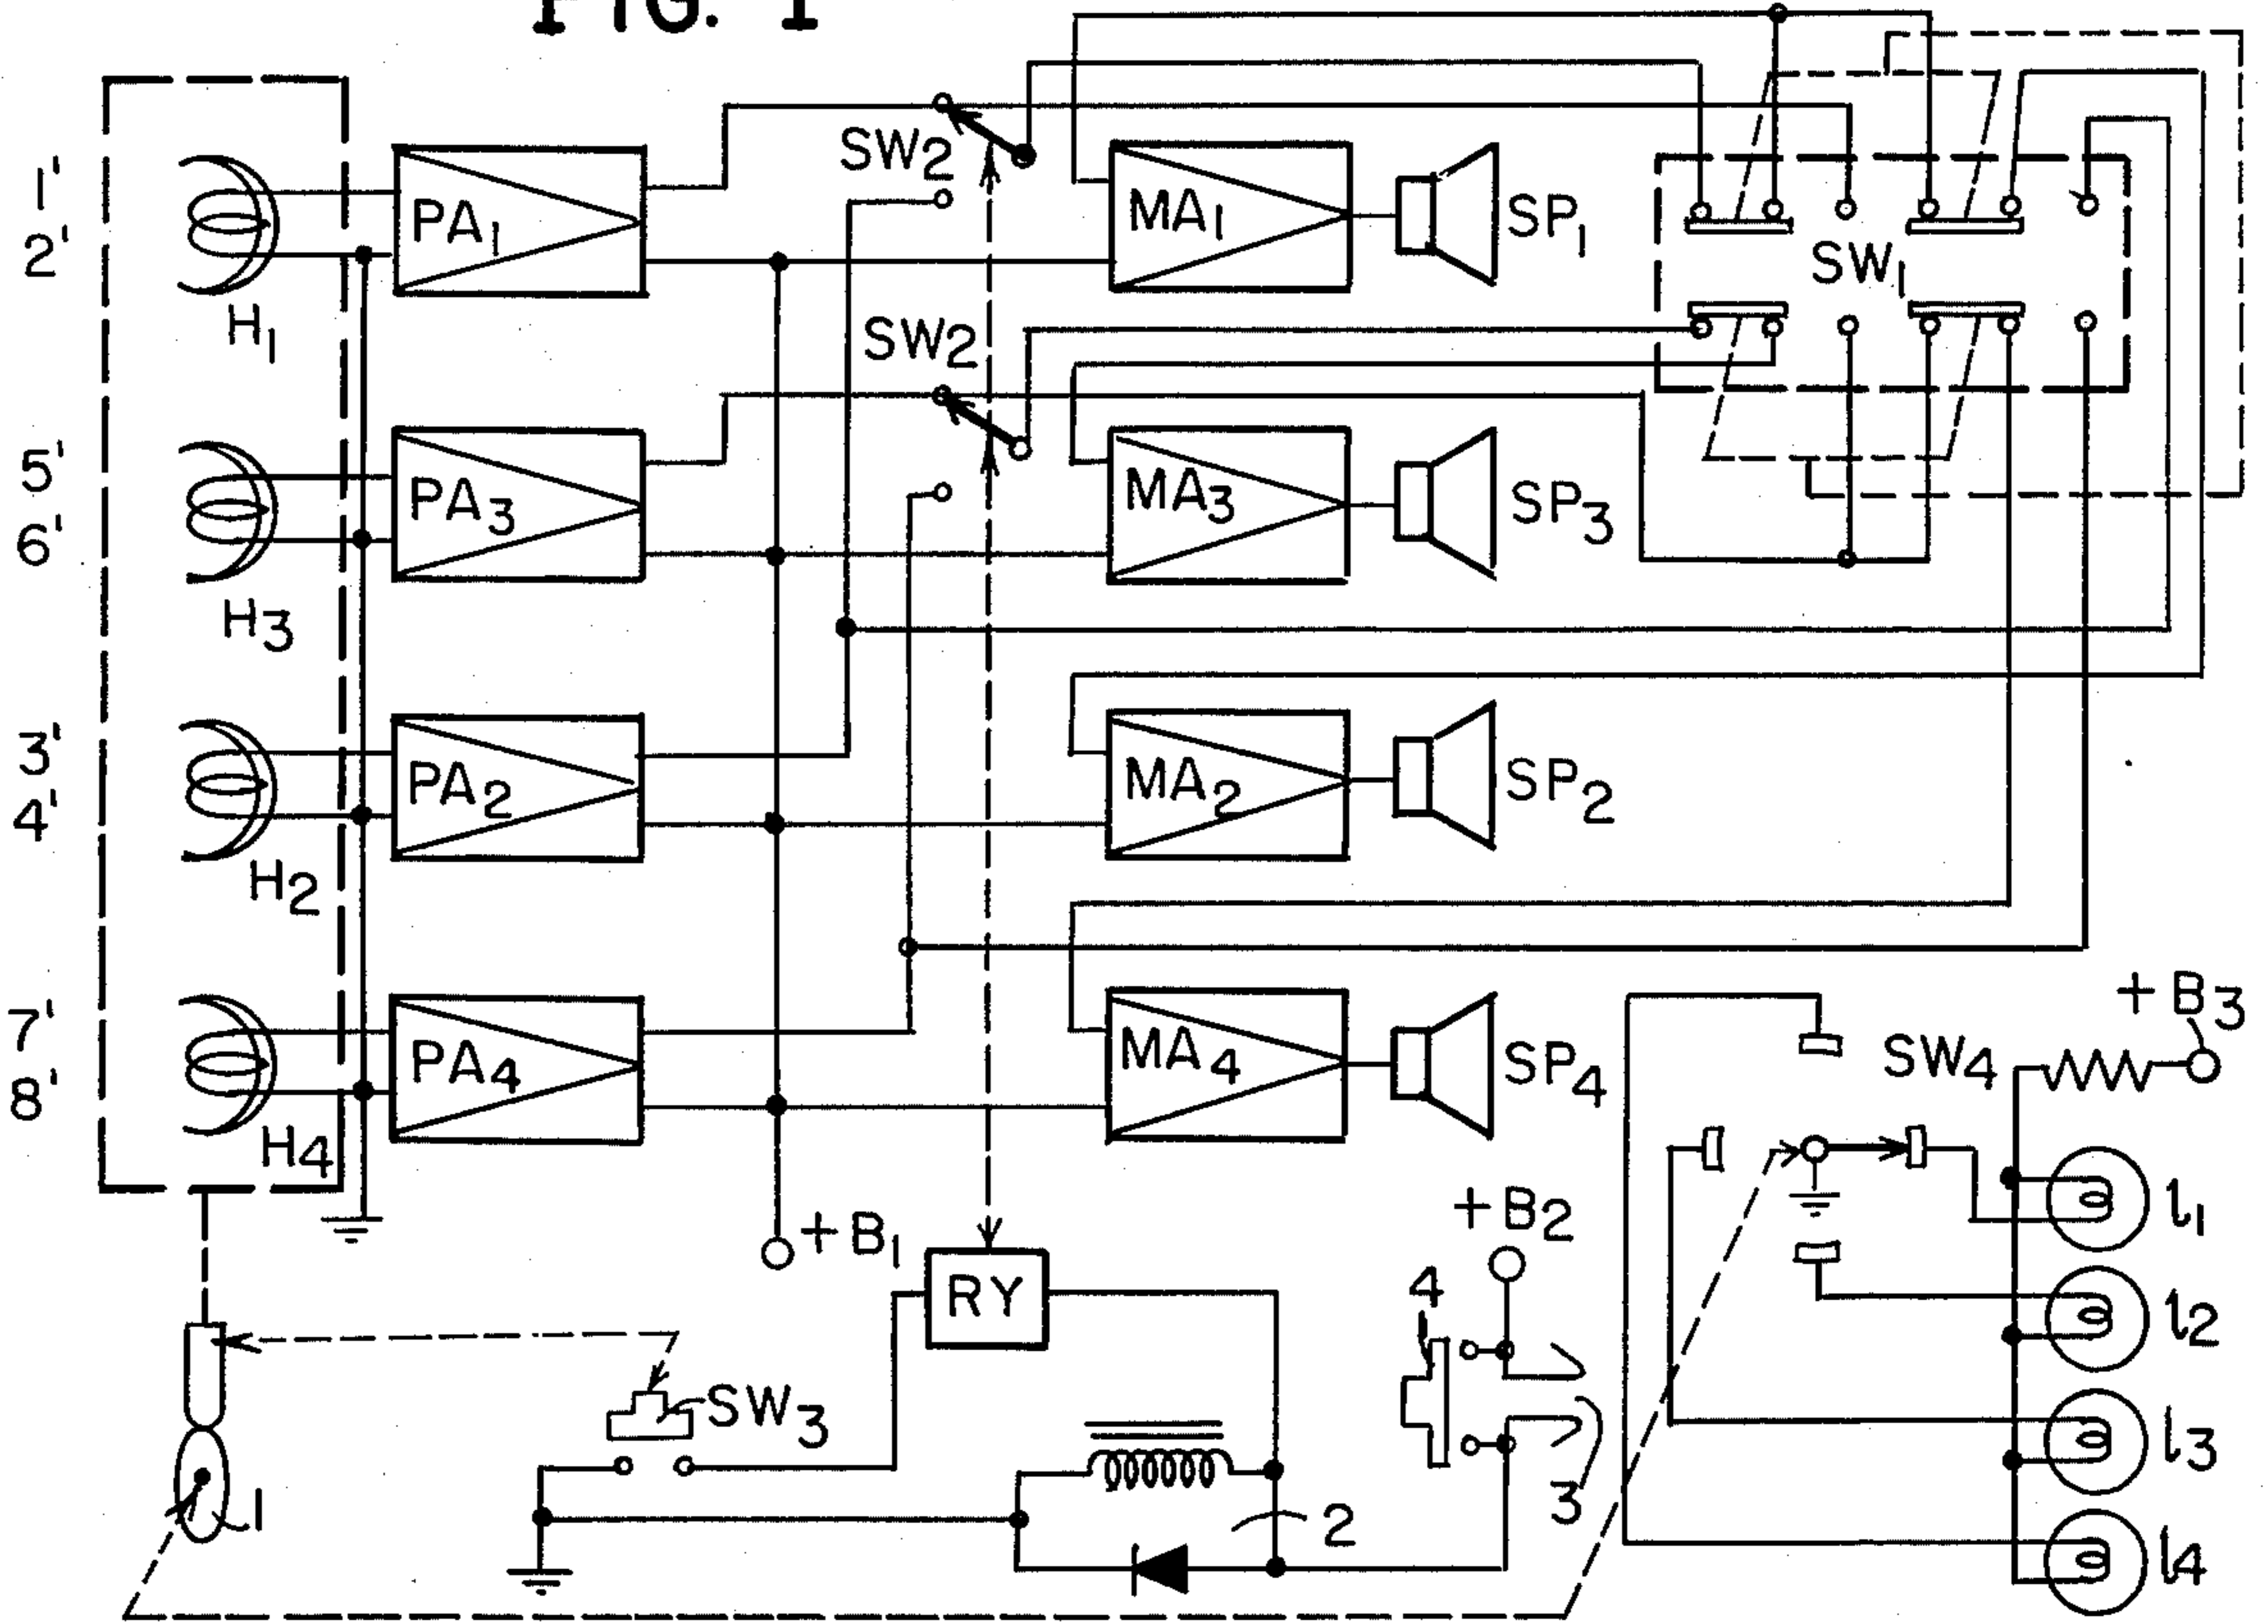 FIG. 1
1'
2'
H1
PA1
SW2
MA1
SP1
SW1
5'
6'
H3
PA3
SW2
MA3
SP3
3'
4'
H2
PA2
MA2
SP2
7'
8'
H4
PA4
MA4
SP4
SW4
+B3
+B1
RY
+B2
4
3
SW3
2
1
l1
l2
l3
l4